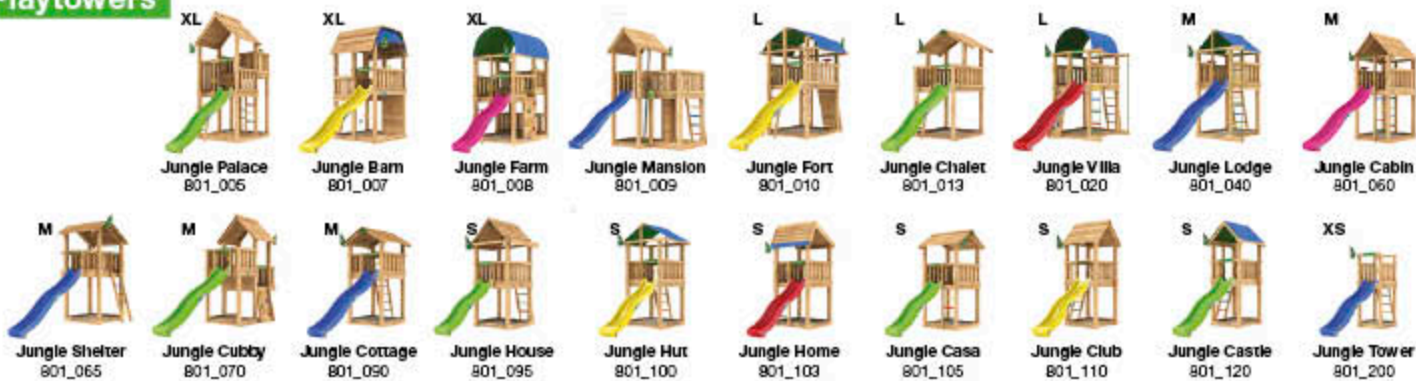 Playtowers
XL XL XL L L L M M
Jungle Palace Jungle Barn Jungle Farm Jungle Mansion Jungle Fort Jungle Chalet Jungle Villa Jungle Lodge Jungle Cabin
801_005 801_007 801_008 801_009 801_010 801_013 801_020 801_040 801_060
M M M S S S S S S XS
Jungle Shelter Jungle Cubby Jungle Cottage Jungle House Jungle Hut Jungle Home Jungle Casa Jungle Club Jungle Castle Jungle Tower
801_065 801_070 801_090 801_095 801_100 801_103 801_105 801_110 801_120 801_200